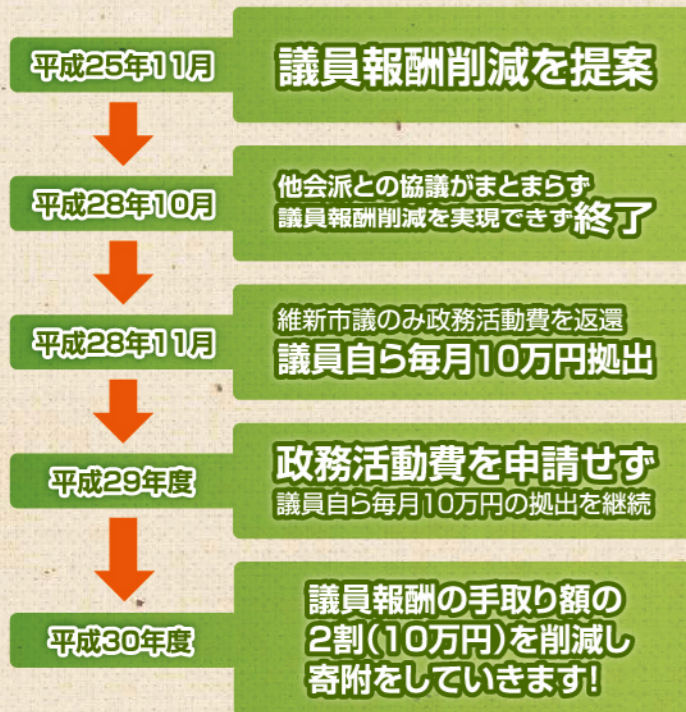 平成25年11月
議員報酬削減を提案
平成28年10月
他会派との協議がまとまらず
議員報酬削減を実現できず終了
平成28年11月
維新市議のみ政務活動費を返還
議員自ら毎月10万円拠出
平成29年度
政務活動費を申請せず
議員自ら毎月10万円の拠出を継続
平成30年度
議員報酬の手取り額の
2割(10万円)を削減し
寄附をしていきます!